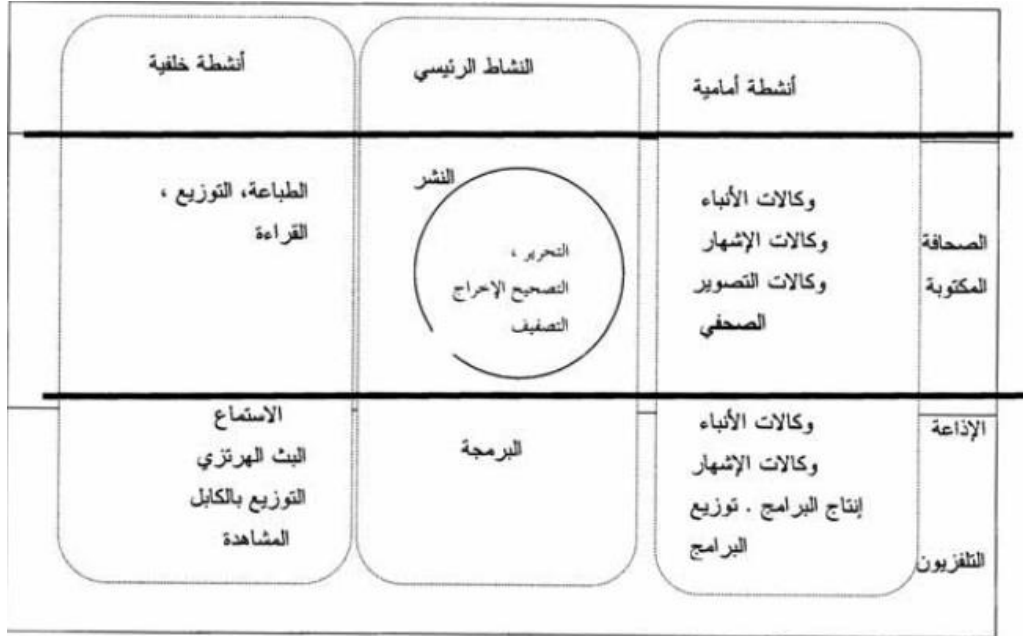 أنشطة أمامية
النشاط الرئيسي
أنشطة خلفية
الصحافة
المكتوبة
وكالات الأنباء
وكالات الإشهار
وكالات التصوير
الصحفي
النشر
التحرير ،
التصحيح الإخراج
التصفيف
الطباعة، التوزيع ،
القراءة
الإذاعة
التلفزيون
وكالات الأنباء
وكالات الإشهار
إنتاج البرامج . توزيع
البرامج
البرمجة
الاستماع
البث الهرتزي
التوزيع بالكابل
المشاهدة